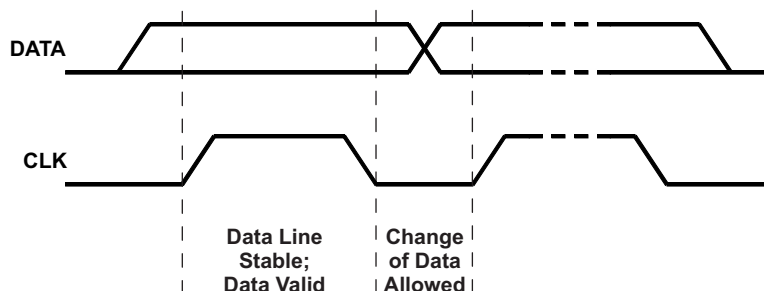 DATA
CLK
Data Line
Stable;
Data Valid
Change
of Data
Allowed